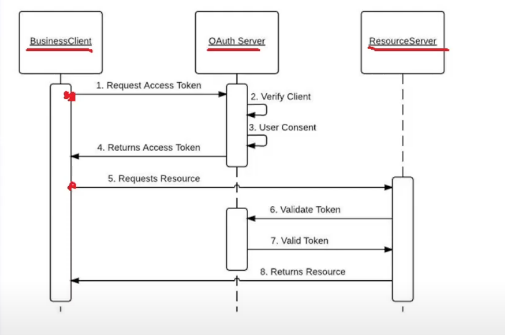 BusinessClient
OAuth Server
ResourceServer
1. Request Access Token
2. Verify Client
3. User Consent
4. Returns Access Token
5. Requests Resource
6. Validate Token
7. Valid Token
8. Returns Resource